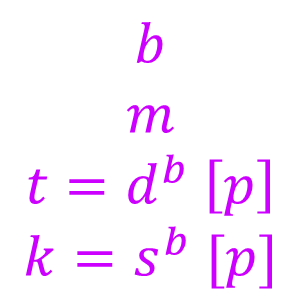 b
m
t = d^b [p]
k = s^b [p]